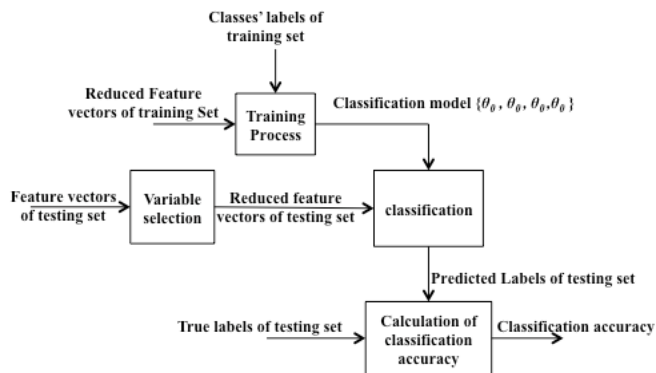 Classes' labels of
training set
Reduced Feature
vectors of training Set
Training
Process
Classification model {θ₀, θ₀, θ₀,θ₀ }
Feature vectors
of testing set
Variable
selection
Reduced feature
vectors of testing set
classification
Predicted Labels of testing set
True labels of testing set
Calculation of
classification
accuracy
Classification accuracy